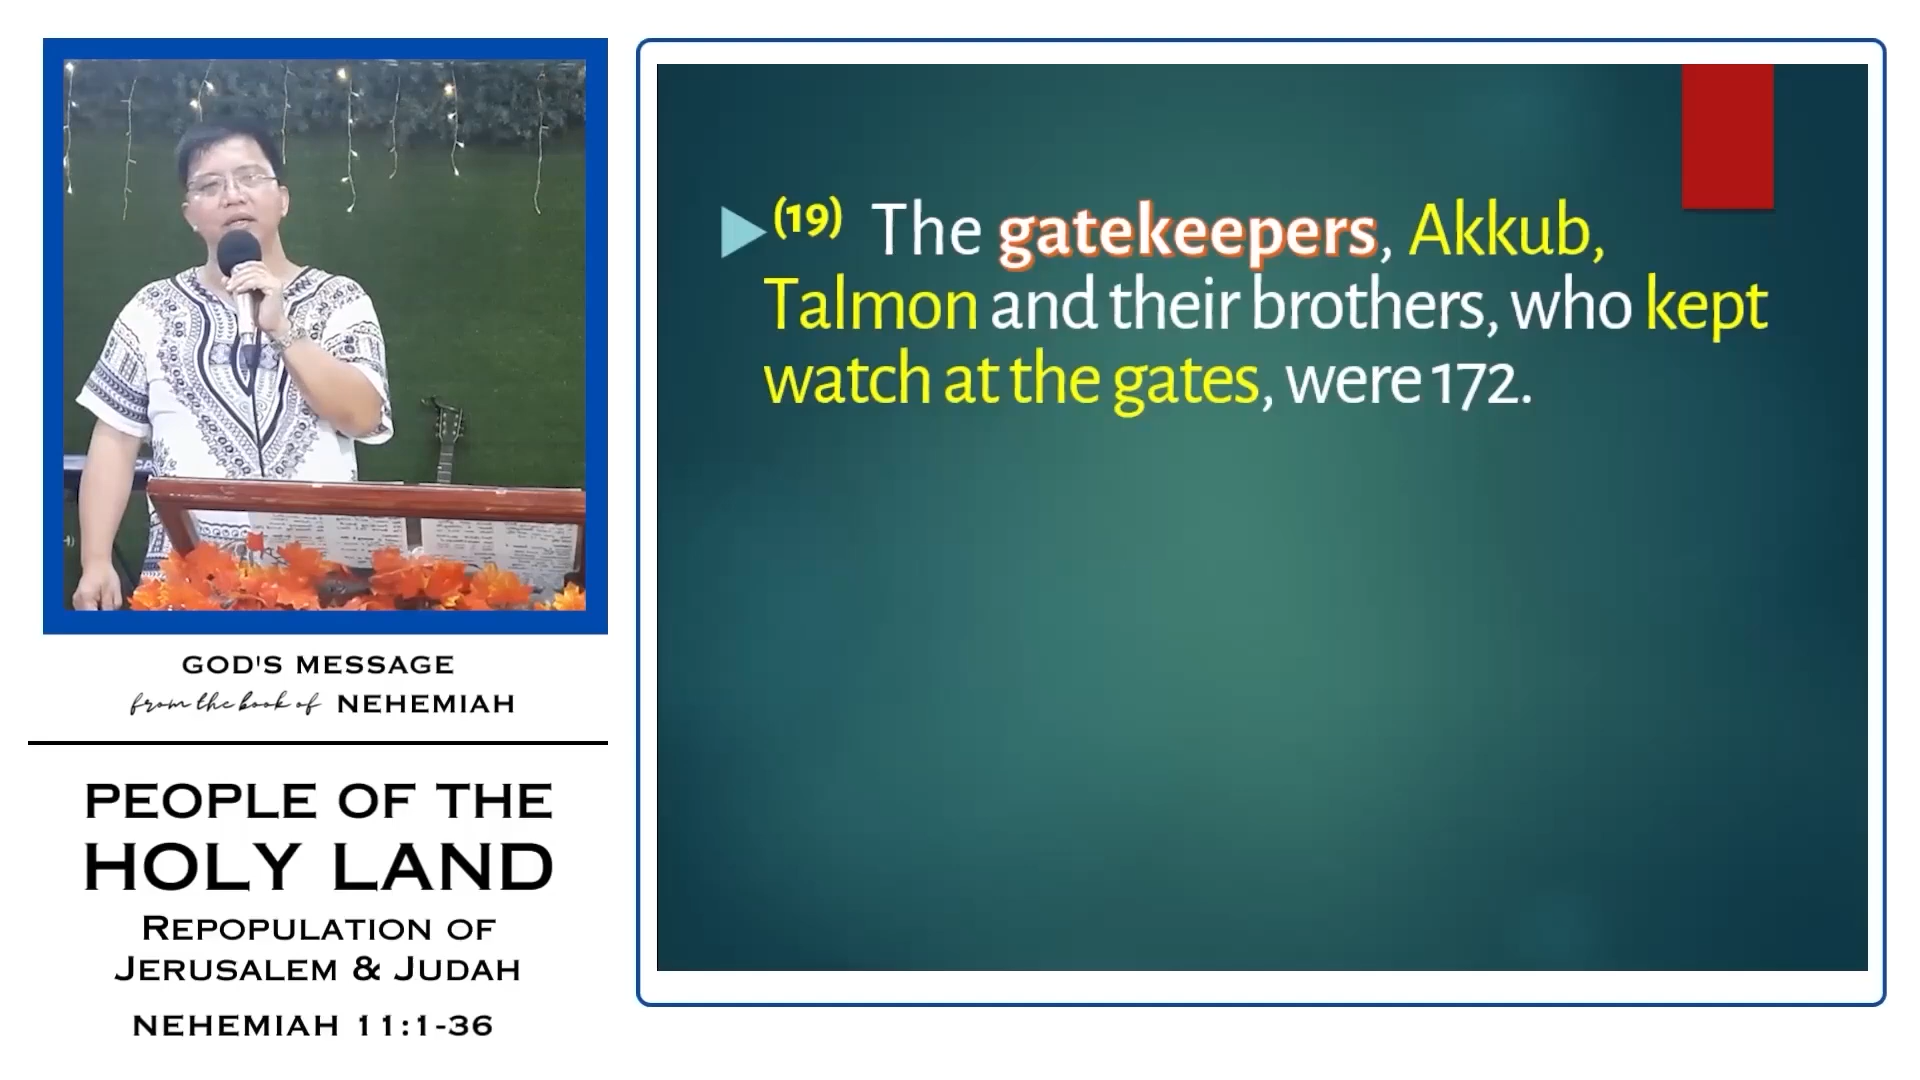 GOD'S MESSAGE
from the book of NEHEMIAH
PEOPLE OF THE
HOLY LAND
REPOPULATION OF
JERUSALEM & JUDAH
NEHEMIAH 11:1-36
(19) The gatekeepers, Akkub,
Talmon and their brothers, who kept
watch at the gates, were 172.